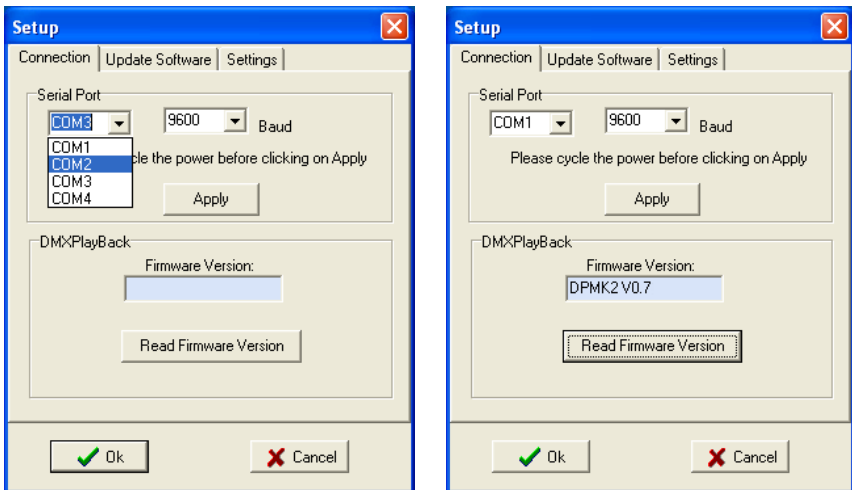 Setup
Connection Update Software Settings
Serial Port
COM3 9600 Baud
COM1
COM2
COM3
COM4
cle the power before clicking on Apply
Apply
DMXPlayBack
Firmware Version:
Read Firmware Version
Ok Cancel
Setup
Connection Update Software Settings
Serial Port
COM1 9600 Baud
Please cycle the power before clicking on Apply
Apply
DMXPlayBack
Firmware Version:
DPMK2 V0.7
Read Firmware Version
Ok Cancel